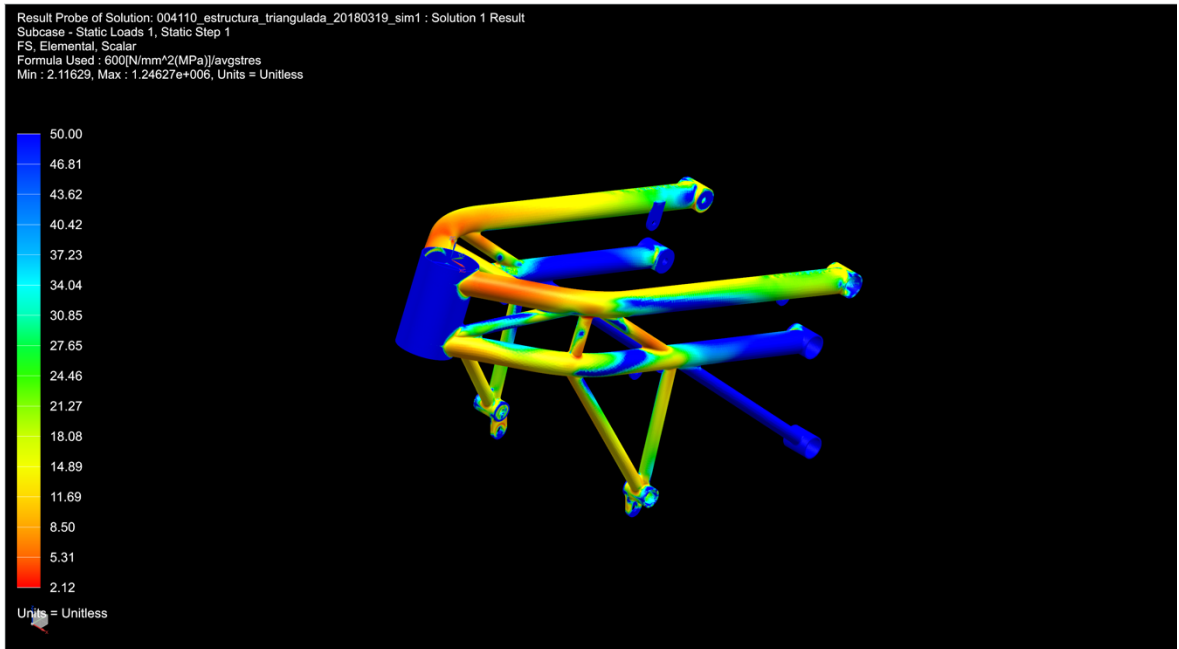 Result Probe of Solution: 004110_estructura_triangulada_20180319_sim1 : Solution 1 Result
Subcase - Static Loads 1, Static Step 1
FS, Elemental, Scalar
Formula Used : 600[N/mm^2(MPa)]/avgstres
Min : 2.11629, Max : 1.24627e+006, Units = Unitless
50.00
46.81
43.62
40.42
37.23
34.04
30.85
27.65
24.46
21.27
18.08
14.89
11.69
8.50
5.31
2.12
Units = Unitless